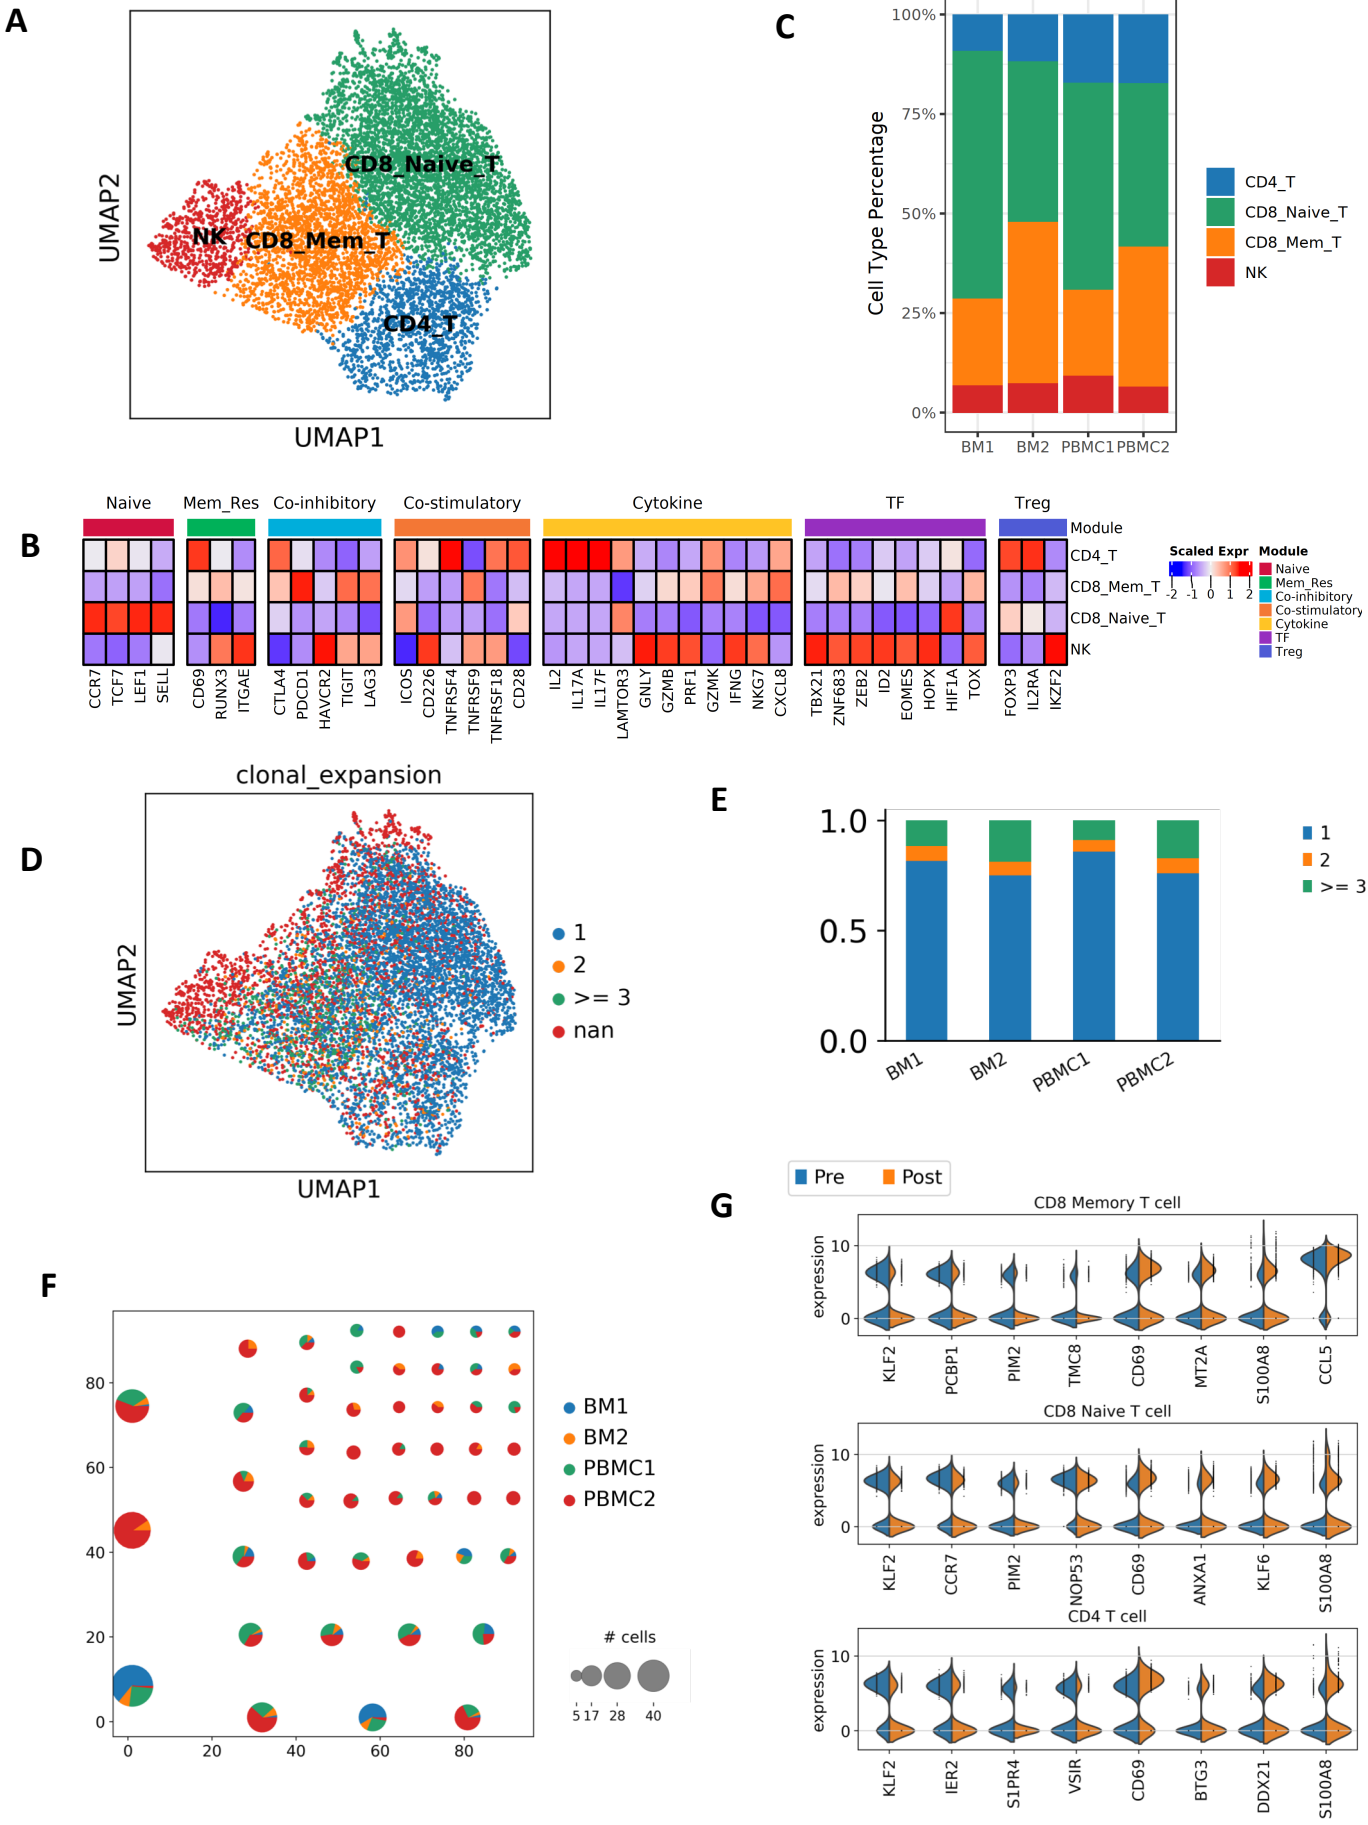 A
UMAP2
CD8_Naive_T
NK
CD8_Mem_T
CD4_T
UMAP1
C
Cell Type Percentage
100%
75%
50%
25%
0%
BM1 BM2 PBMC1 PBMC2
CD4_T
CD8_Naive_T
CD8_Mem_T
NK
B
Naive Mem_Res Co-inhibitory Co-stimulatory Cytokine TF Treg
Module
CD4_T
CD8_Mem_T
CD8_Naive_T
NK
CCR7 TCF7 LEF1 SELL CD69 RUNX3 ITGAE CTLA4 PDCD1 HAVCR2 TIGIT LAG3 ICOS CD226 TNFRSF4 TNFRSF9 TNFRSF18 CD28 IL2 IL17A IL17F LAMTOR3 GNLY GZMB PRF1 GZMK IFNG NKG7 CXCL8 TBX21 ZNF683 ZEB2 ID2 EOMES HOPX HIF1A TOX FOXP3 IL2RA IKZF2
Scaled Expr
-2 -1 0 1 2
Module
Naive
Mem_Res
Co-inhibitory
Co-stimulatory
Cytokine
TF
Treg
D
clonal_expansion
UMAP2
UMAP1
1
2
>= 3
nan
E
1.0
0.5
0.0
BM1 BM2 PBMC1 PBMC2
1
2
>= 3
F
80
60
40
20
0
0 20 40 60 80
BM1
BM2
PBMC1
PBMC2
# cells
5 17 28 40
G
Pre Post
CD8 Memory T cell
expression
10
0
KLF2 PCBP1 PIM2 TMC8 CD69 MT2A S100A8 CCL5
CD8 Naive T cell
expression
10
0
KLF2 CCR7 PIM2 NOP53 CD69 ANXA1 KLF6 S100A8
CD4 T cell
expression
10
0
KLF2 IER2 S1PR4 VSIR CD69 BTG3 DDX21 S100A8